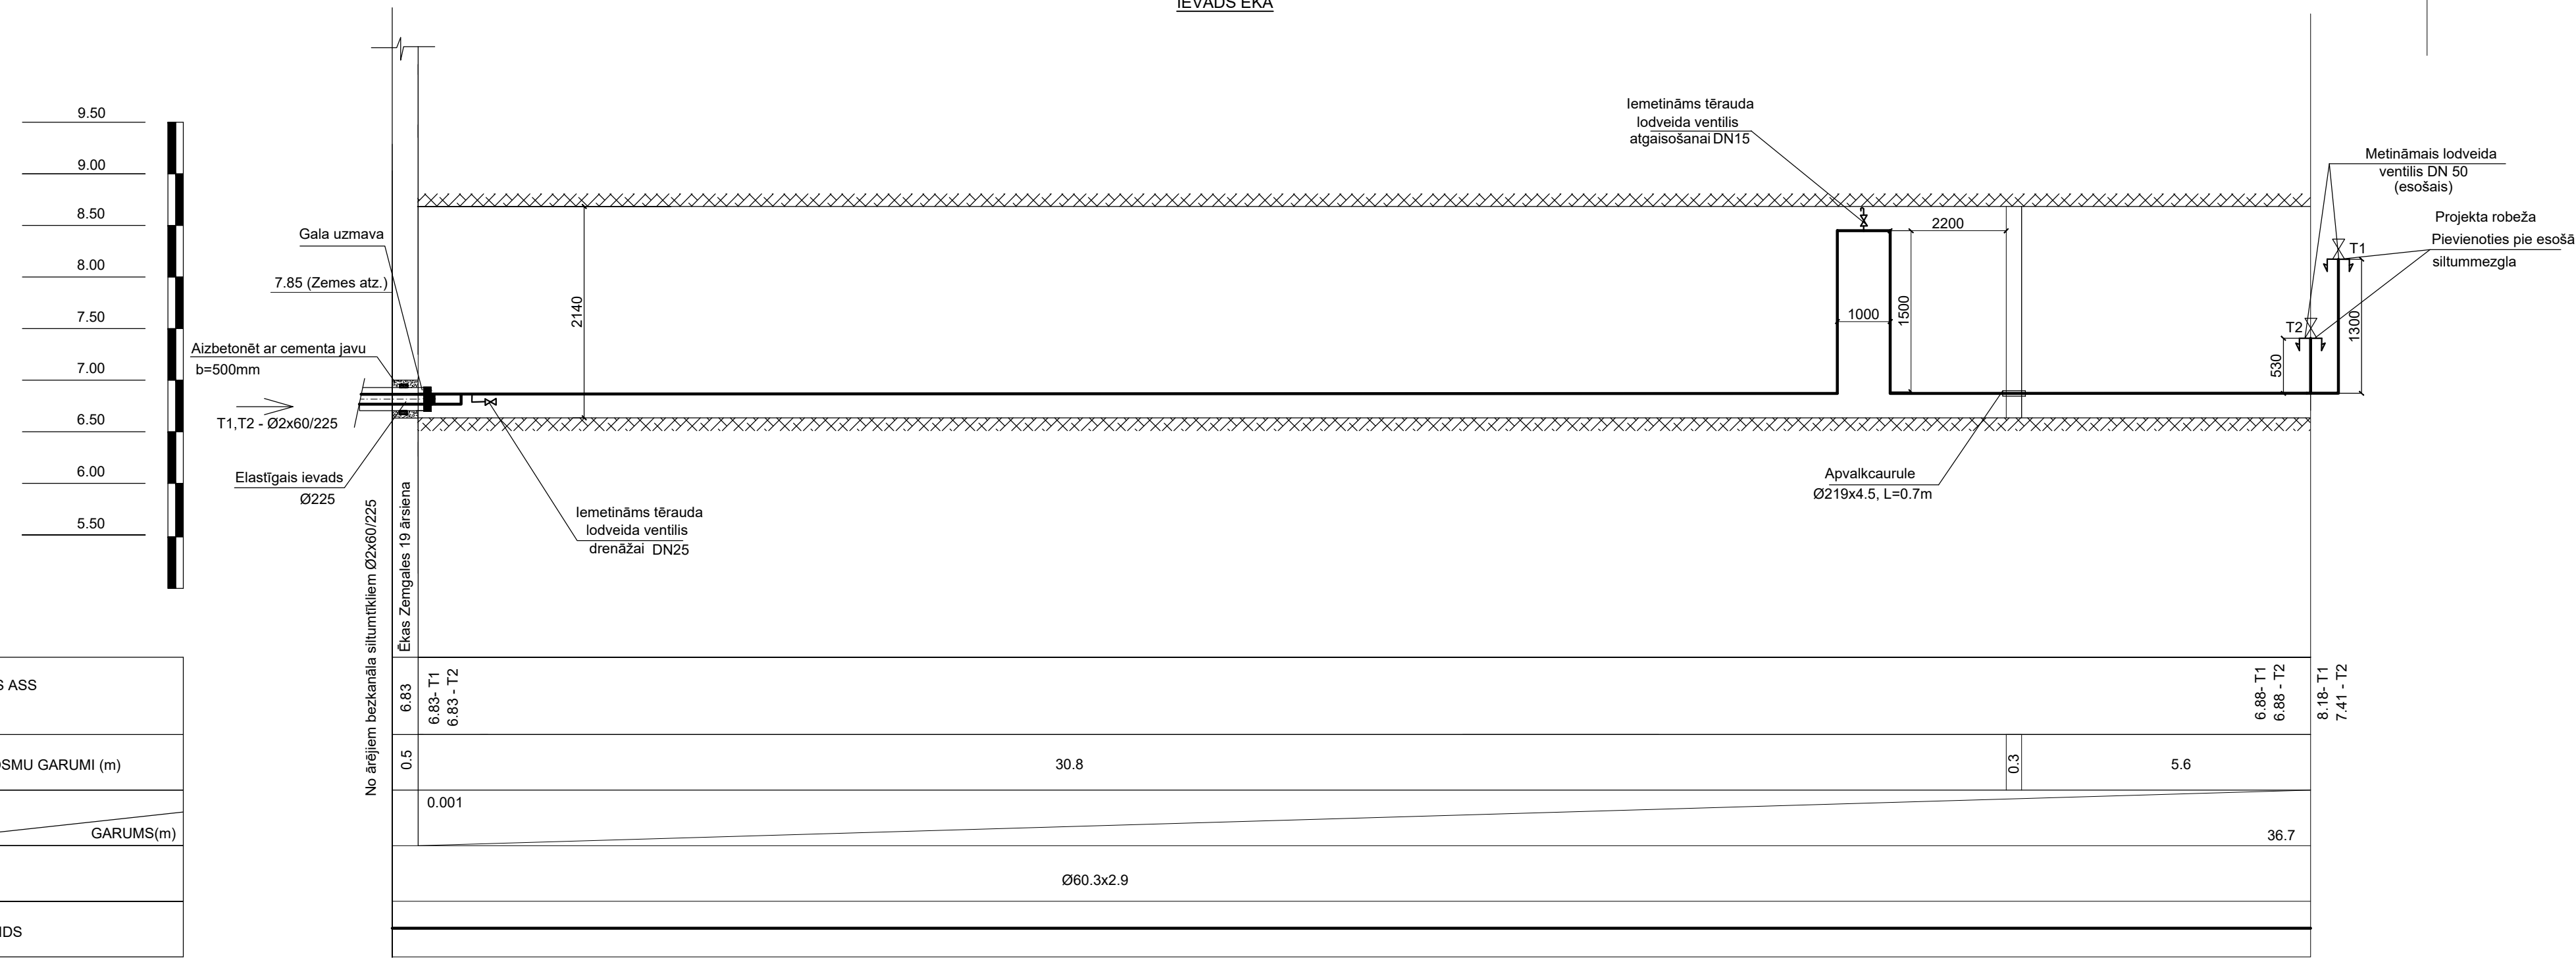 IEVADS ĒKĀ
9.50
9.00
8.50
8.00
7.50
7.00
6.50
6.00
5.50
Gala uzmava
7.85 (Zemes atz.)
Aizbetonēt ar cementa javu
b=500mm
T1,T2 - Ø2x60/225
Elastīgais ievads
Ø225
No ārējiem bezkanāla siltumtīkliem Ø2x60/225
Ēkas Zemgales 19 ārsiena
2140
Iemetināms tērauda
lodveida ventilis
drenāžai DN25
Iemetināms tērauda
lodveida ventilis
atgaisošanai DN15
1000
1500
2200
Apvalkcaurule
Ø219x4.5, L=0.7m
Metināmais lodveida
ventilis DN 50
(esošais)
Projekta robeža
Pievienoties pie esošā
siltummezgla
T1
T2
530
1300
S ASS
6.83
6.83- T1
6.83 - T2
6.88- T1
6.88 - T2
8.18- T1
7.41 - T2
OSMU GARUMI (m)
0.5
30.8
0.3
5.6
GARUMS(m)
0.001
36.7
Ø60.3x2.9
IDS